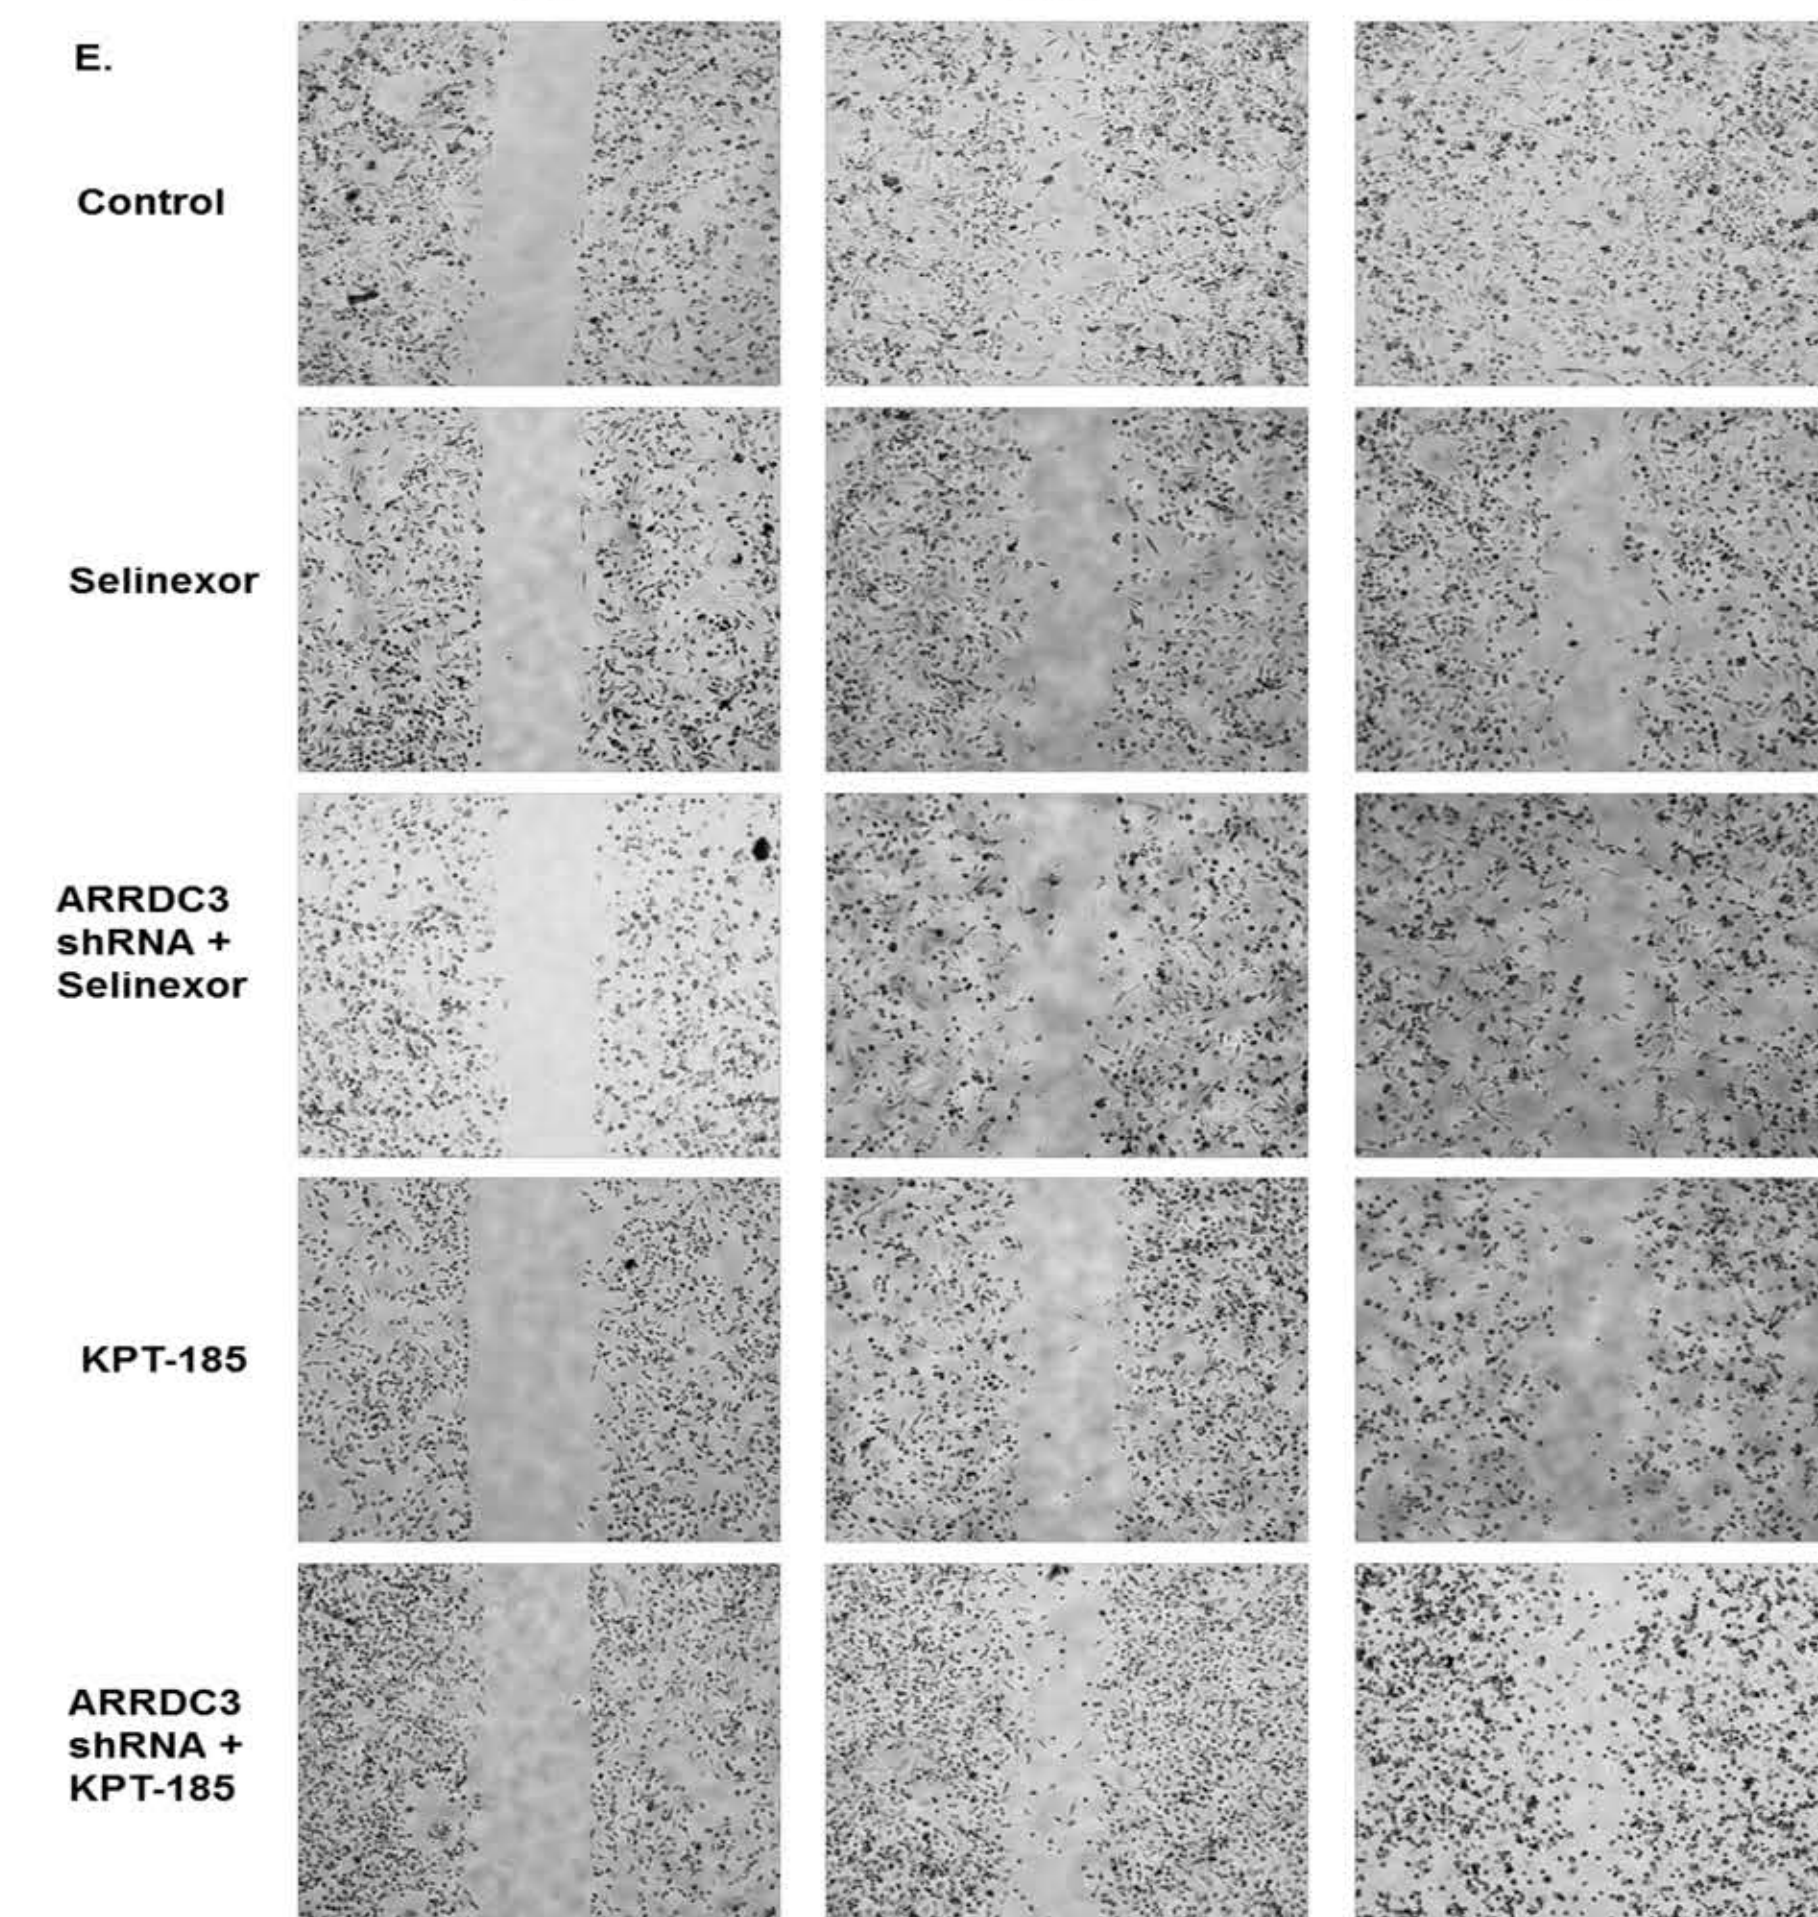 E.
Control
Selinexor
ARRDC3
shRNA +
Selinexor
KPT-185
ARRDC3
shRNA +
KPT-185